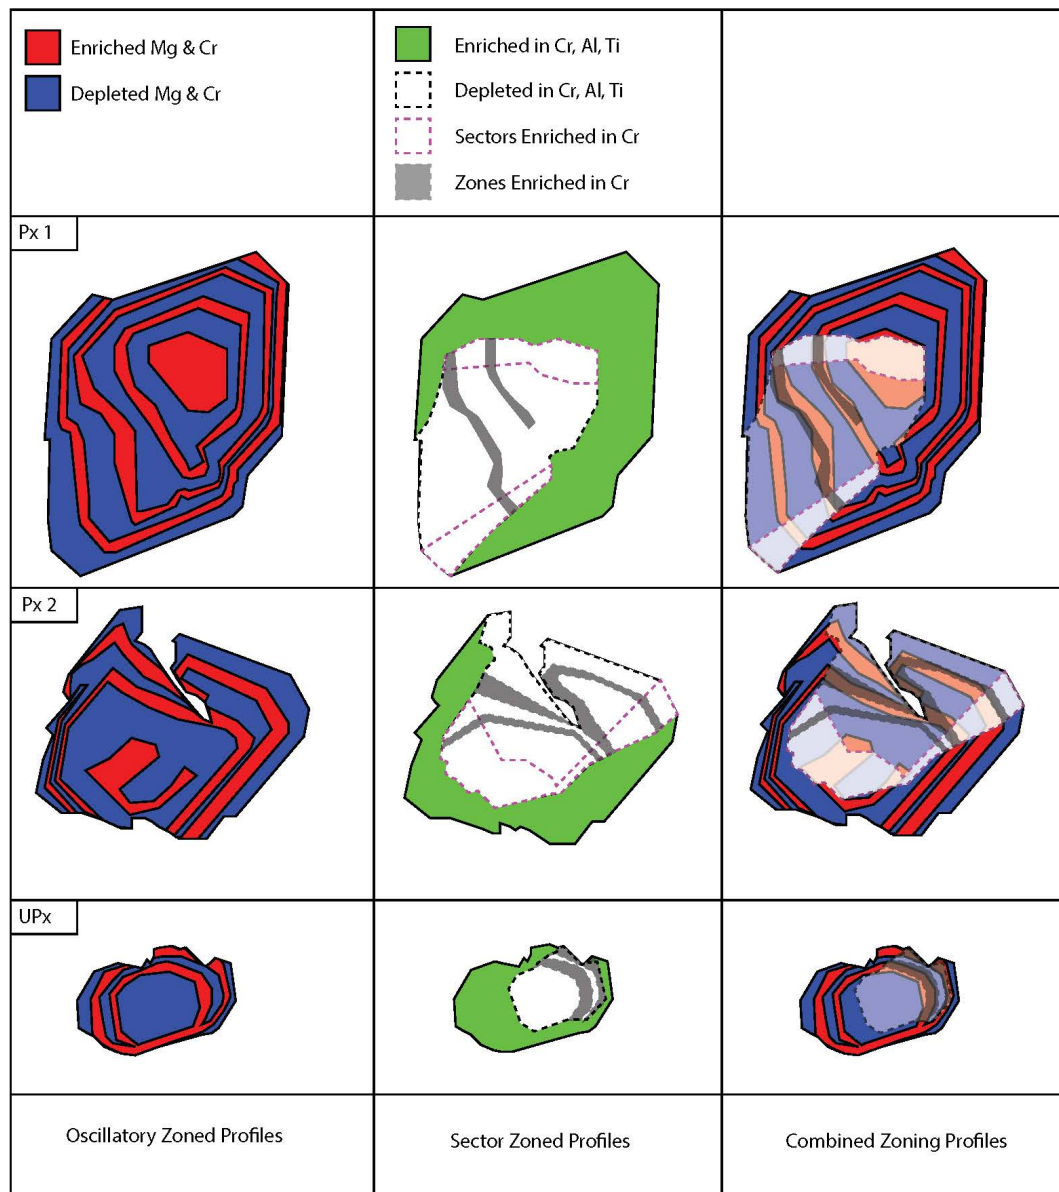 Enriched Mg & Cr
Depleted Mg & Cr
Enriched in Cr, Al, Ti
Depleted in Cr, Al, Ti
Sectors Enriched in Cr
Zones Enriched in Cr
Px 1
Px 2
UPx
Oscillatory Zoned Profiles
Sector Zoned Profiles
Combined Zoning Profiles